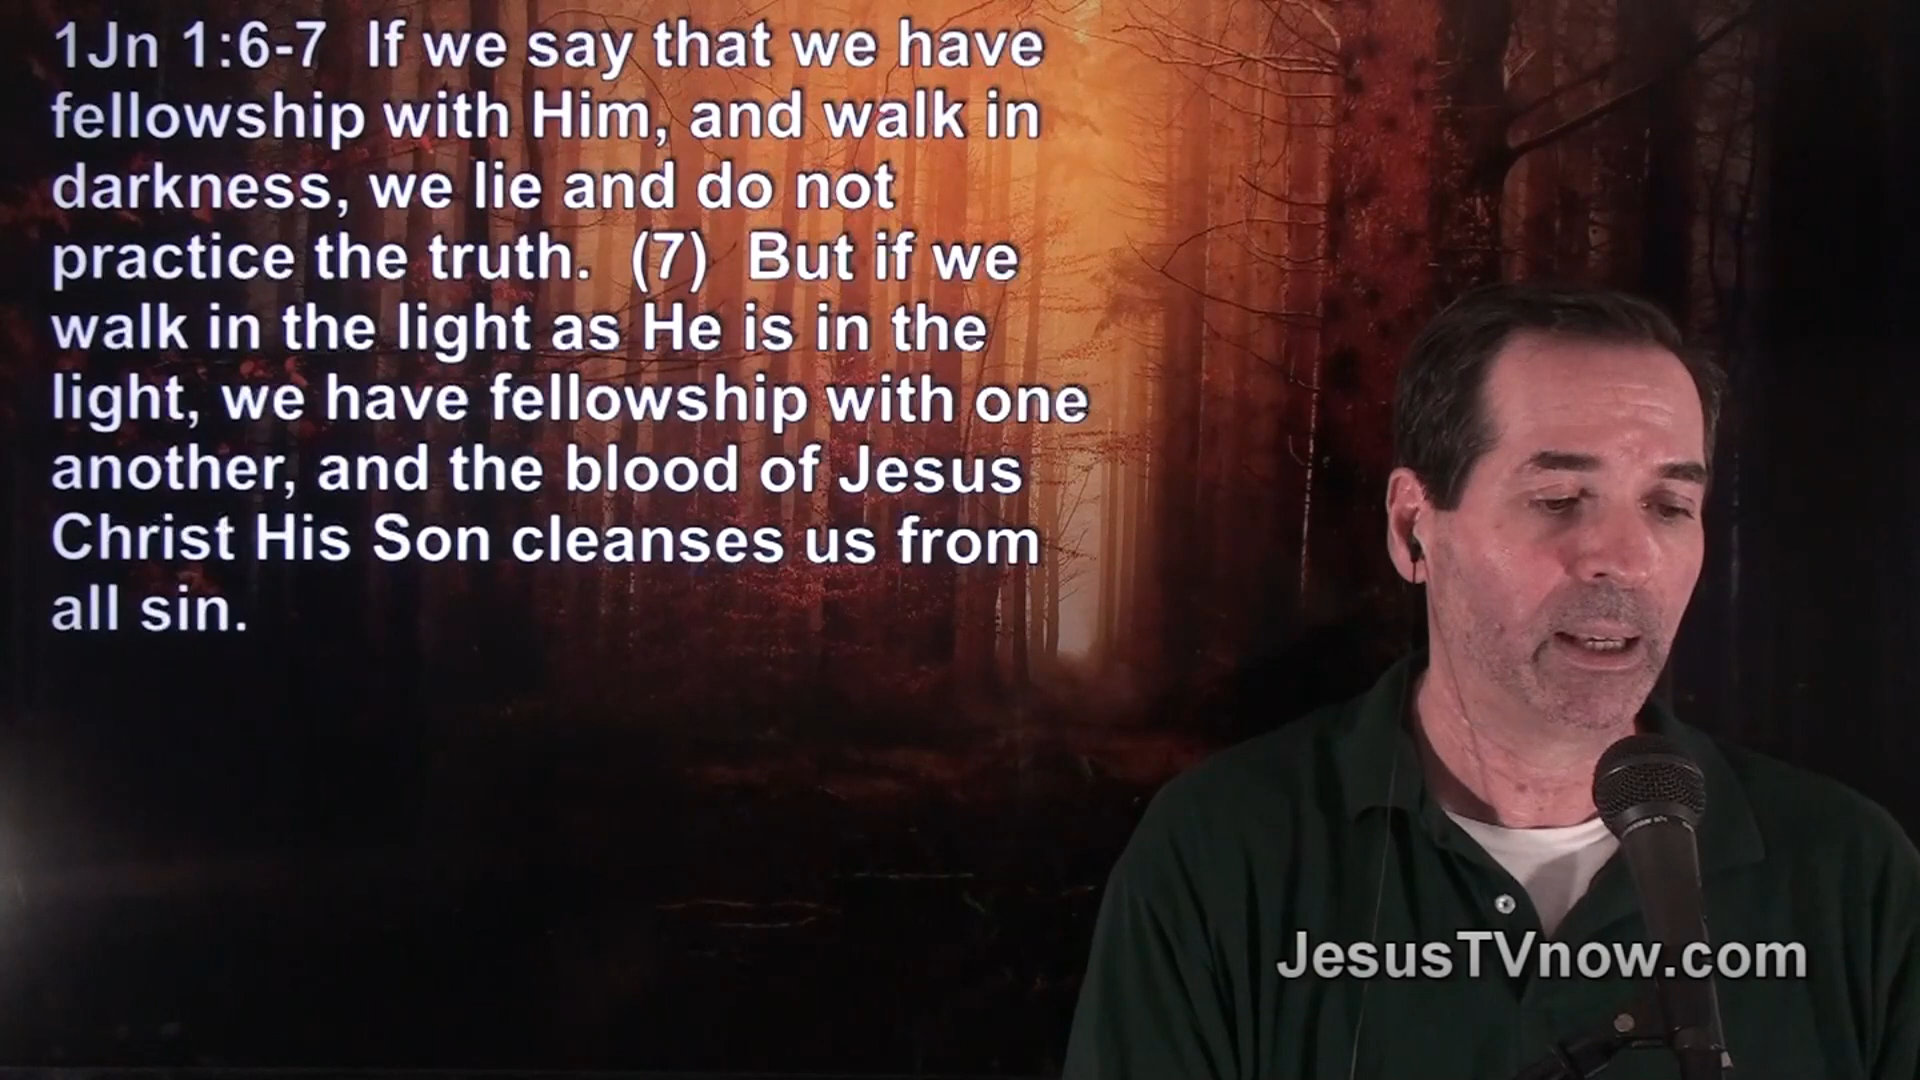 1Jn 1:6-7 If we say that we have
fellowship with Him, and walk in
darkness, we lie and do not
practice the truth. (7) But if we
walk in the light as He is in the
light, we have fellowship with one
another, and the blood of Jesus
Christ His Son cleanses us from
all sin.
JesusTVnow.com